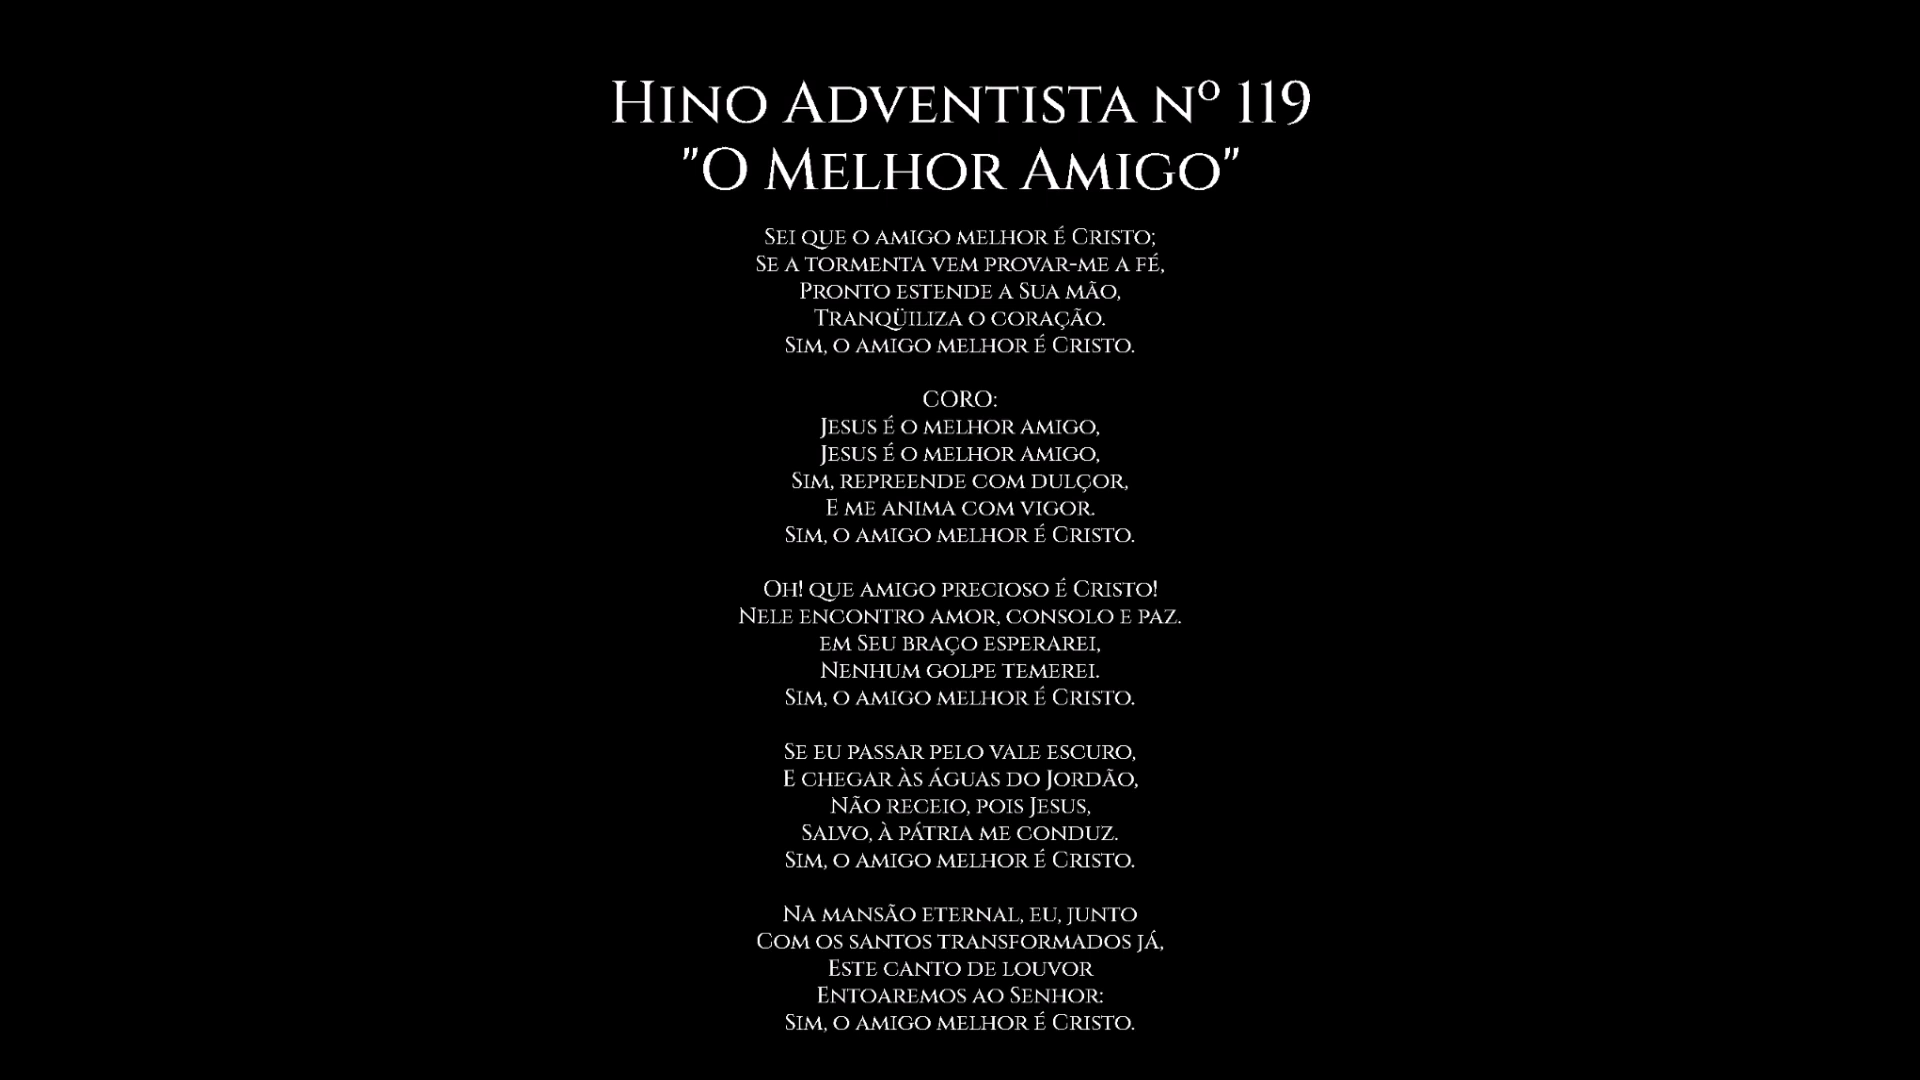 Hino Adventista nº 119
"O Melhor Amigo"
Sei que o amigo melhor é Cristo;
Se a tormenta vem provar-me a fé,
Pronto estende a Sua mão,
Tranqüiliza o coração.
Sim, o amigo melhor é Cristo.
CORO:
Jesus é o melhor amigo,
Jesus é o melhor amigo,
Sim, repreende com dulçor,
E me anima com vigor.
Sim, o amigo melhor é Cristo.
Oh! que amigo precioso é Cristo!
Nele encontro amor, consolo e paz.
em Seu braço esperarei,
Nenhum golpe temerei.
Sim, o amigo melhor é Cristo.
Se eu passar pelo vale escuro,
E chegar às águas do Jordão,
Não receio, pois Jesus,
Salvo, à pátria me conduz.
Sim, o amigo melhor é Cristo.
Na mansão eternal, eu, junto
Com os santos transformados já,
Este canto de louvor
Entoaremos ao Senhor:
Sim, o amigo melhor é Cristo.